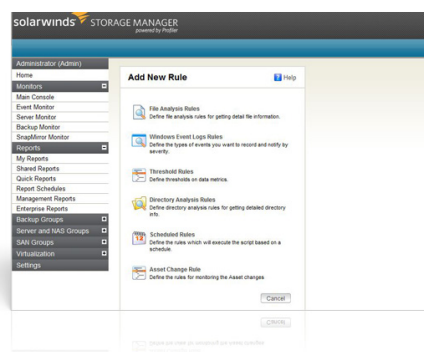 solarwinds STORAGE MANAGER
powered by Profiler
Administrator (Admin)
Home
Monitors
Main Console
Event Monitor
Server Monitor
Backup Monitor
SnapMirror Monitor
Reports
My Reports
Shared Reports
Quick Reports
Report Schedules
Management Reports
Enterprise Reports
Backup Groups
Server and NAS Groups
SAN Groups
Virtualization
Settings
Add New Rule
Help
File Analysis Rules
Define file analysis rules for getting detail file information.
Windows Event Logs Rules
Define the types of events you want to record and notify by
severity.
Threshold Rules
Define thresholds on data metrics.
Directory Analysis Rules
Define directory analysis rules for getting detailed directory
info.
Scheduled Rules
Define the rules which will execute the script based on a
schedule.
Asset Change Rule
Define the rules for monitoring the Asset changes
Cancel